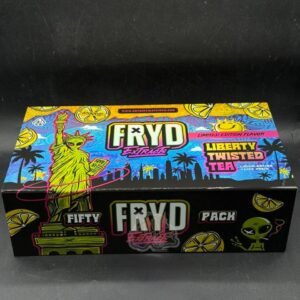 FRYD
EXTRACTS
LIMITED EDITION FLAVOR
LIBERTY
TWISTED
TEA
FIFTY
FRYD
PACK